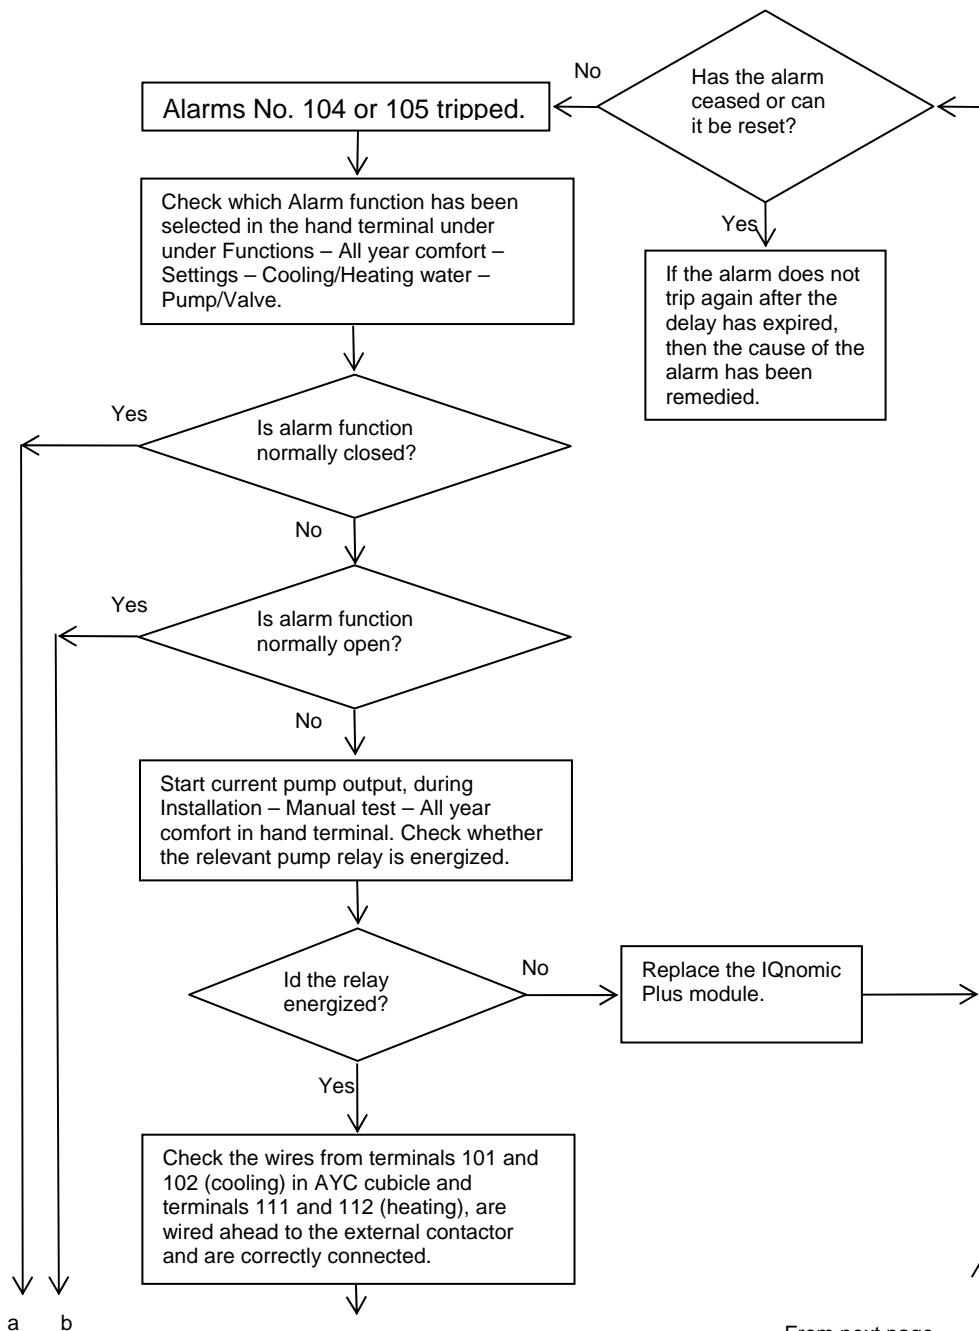 No
Has the alarm
ceased or can
it be reset?
Alarms No. 104 or 105 tripped.
Check which Alarm function has been
selected in the hand terminal under
under Functions – All year comfort –
Settings – Cooling/Heating water –
Pump/Valve.
Yes
If the alarm does not
trip again after the
delay has expired,
then the cause of the
alarm has been
remedied.
Yes
Is alarm function
normally closed?
No
Yes
Is alarm function
normally open?
No
Start current pump output, during
Installation – Manual test – All year
comfort in hand terminal. Check whether
the relevant pump relay is energized.
Id the relay
energized?
No
Replace the IQnomic
Plus module.
Yes
Check the wires from terminals 101 and
102 (cooling) in AYC cubicle and
terminals 111 and 112 (heating), are
wired ahead to the external contactor
and are correctly connected.
a b
From next page